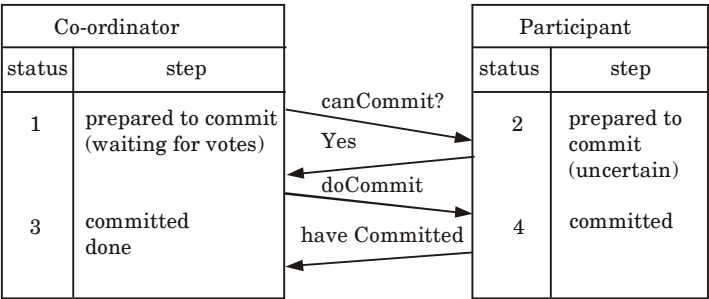 Co-ordinator
status step
1 prepared to commit
(waiting for votes)
3 committed
done
canCommit?
Yes
doCommit
have Committed
Participant
status step
2 prepared to
commit
(uncertain)
4 committed